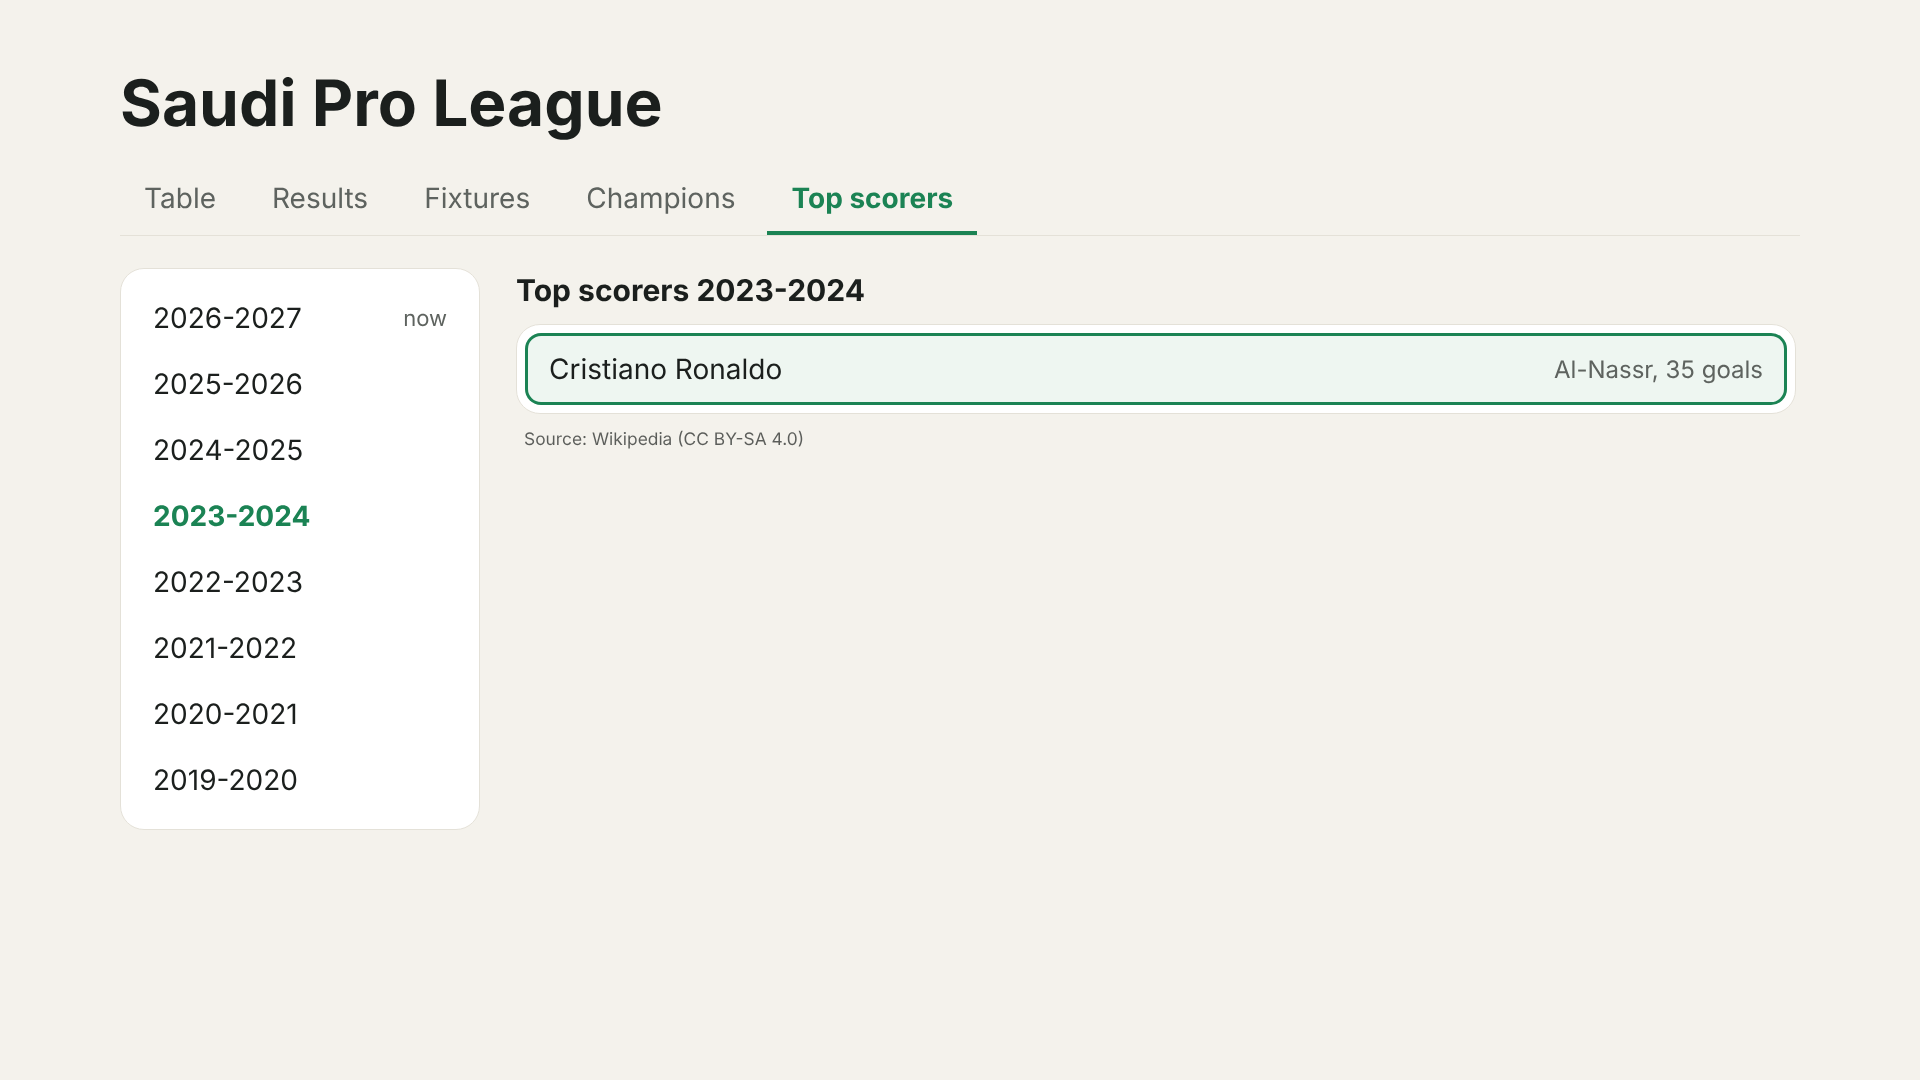 Saudi Pro League
Table Results Fixtures Champions Top scorers
2026-2027 now
2025-2026
2024-2025
2023-2024
2022-2023
2021-2022
2020-2021
2019-2020
Top scorers 2023-2024
Cristiano Ronaldo Al-Nassr, 35 goals
Source: Wikipedia (CC BY-SA 4.0)